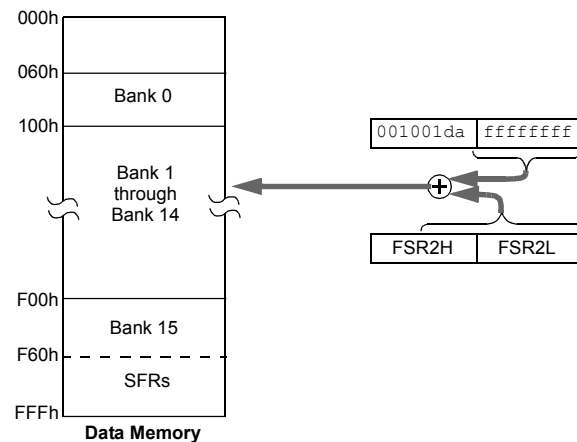 000h
060h
Bank 0
100h
001001da ffffffff
Bank 1
through
Bank 14
FSR2H FSR2L
F00h
Bank 15
F60h
SFRs
FFFh
Data Memory